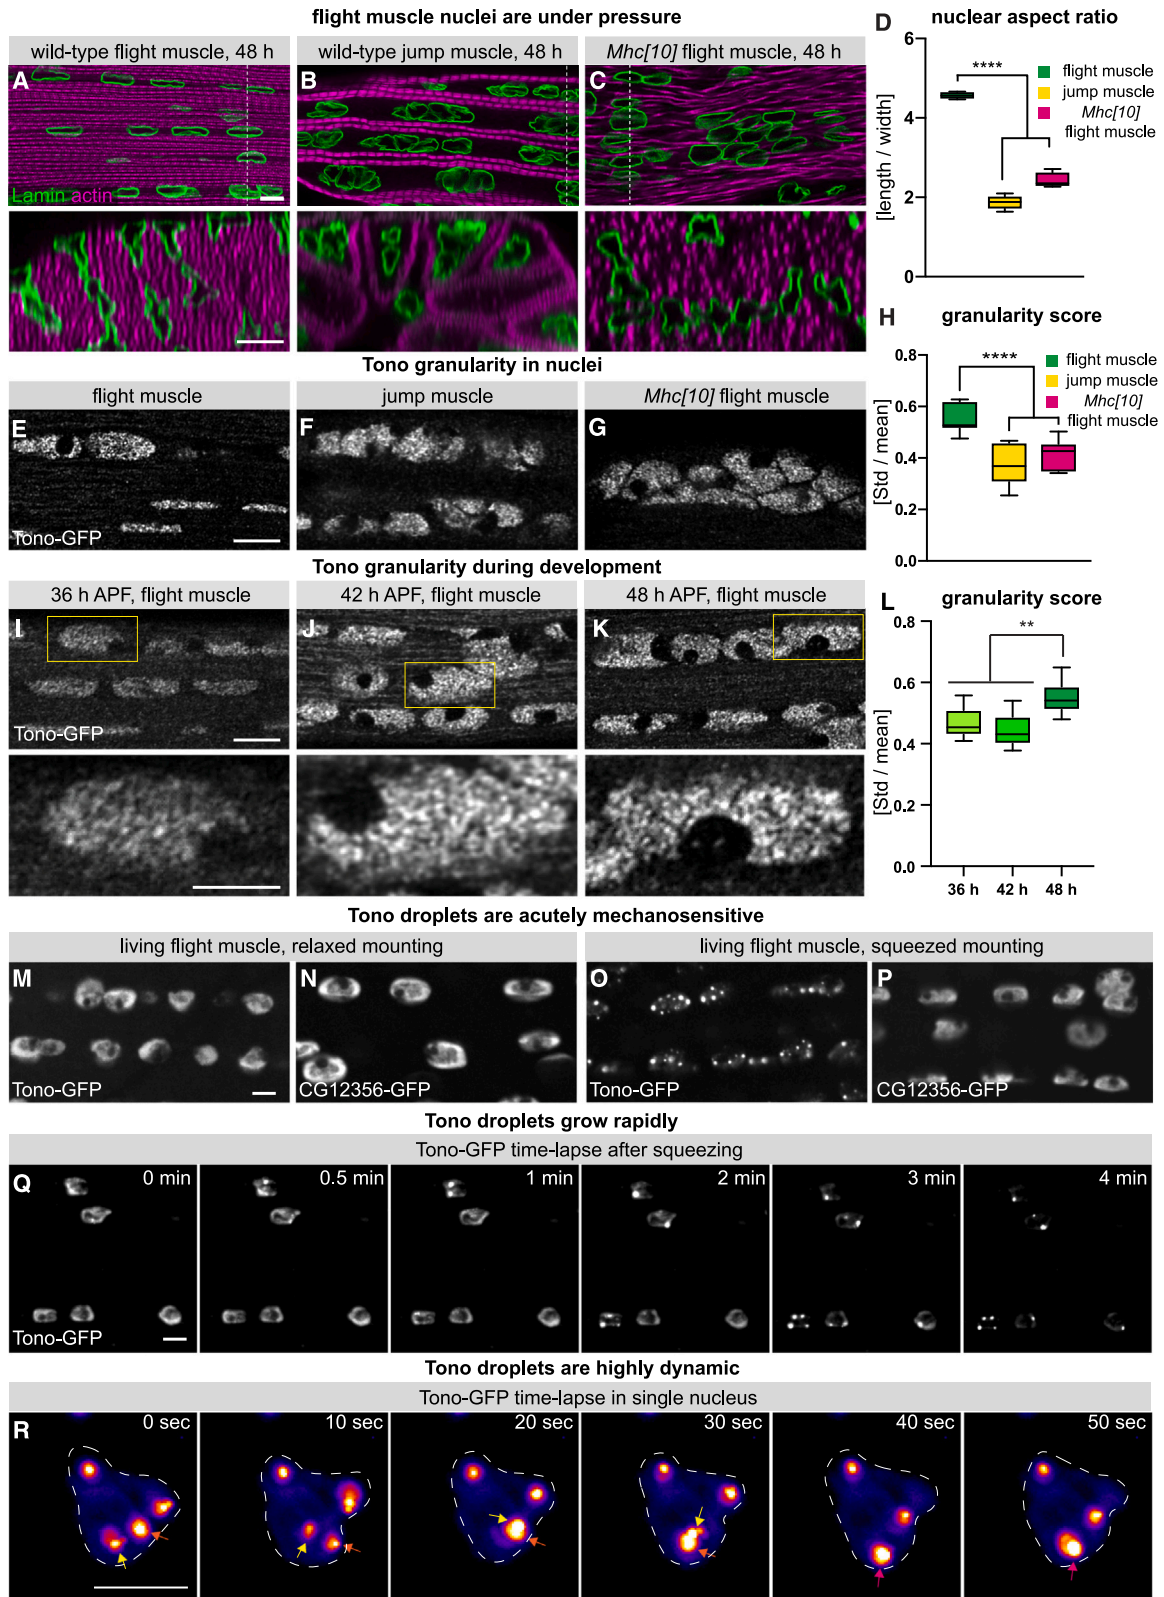 flight muscle nuclei are under pressure
wild-type flight muscle, 48 h
wild-type jump muscle, 48 h
Mhc[10] flight muscle, 48 h
A
B
C
Lamin actin
D
nuclear aspect ratio
6
4
2
0
[length / width]
****
flight muscle
jump muscle
Mhc[10]
flight muscle
Tono granularity in nuclei
flight muscle
jump muscle
Mhc[10] flight muscle
E
F
G
Tono-GFP
H
granularity score
0.8
0.6
0.4
0.2
0.0
[Std / mean]
****
flight muscle
jump muscle
Mhc[10]
flight muscle
Tono granularity during development
36 h APF, flight muscle
42 h APF, flight muscle
48 h APF, flight muscle
I
J
K
Tono-GFP
L
granularity score
0.8
0.6
0.4
0.2
0.0
[Std / mean]
**
36 h
42 h
48 h
Tono droplets are acutely mechanosensitive
living flight muscle, relaxed mounting
living flight muscle, squeezed mounting
M
N
O
P
Tono-GFP
CG12356-GFP
Tono-GFP
CG12356-GFP
Tono droplets grow rapidly
Tono-GFP time-lapse after squeezing
Q
0 min
0.5 min
1 min
2 min
3 min
4 min
Tono-GFP
Tono droplets are highly dynamic
Tono-GFP time-lapse in single nucleus
R
0 sec
10 sec
20 sec
30 sec
40 sec
50 sec